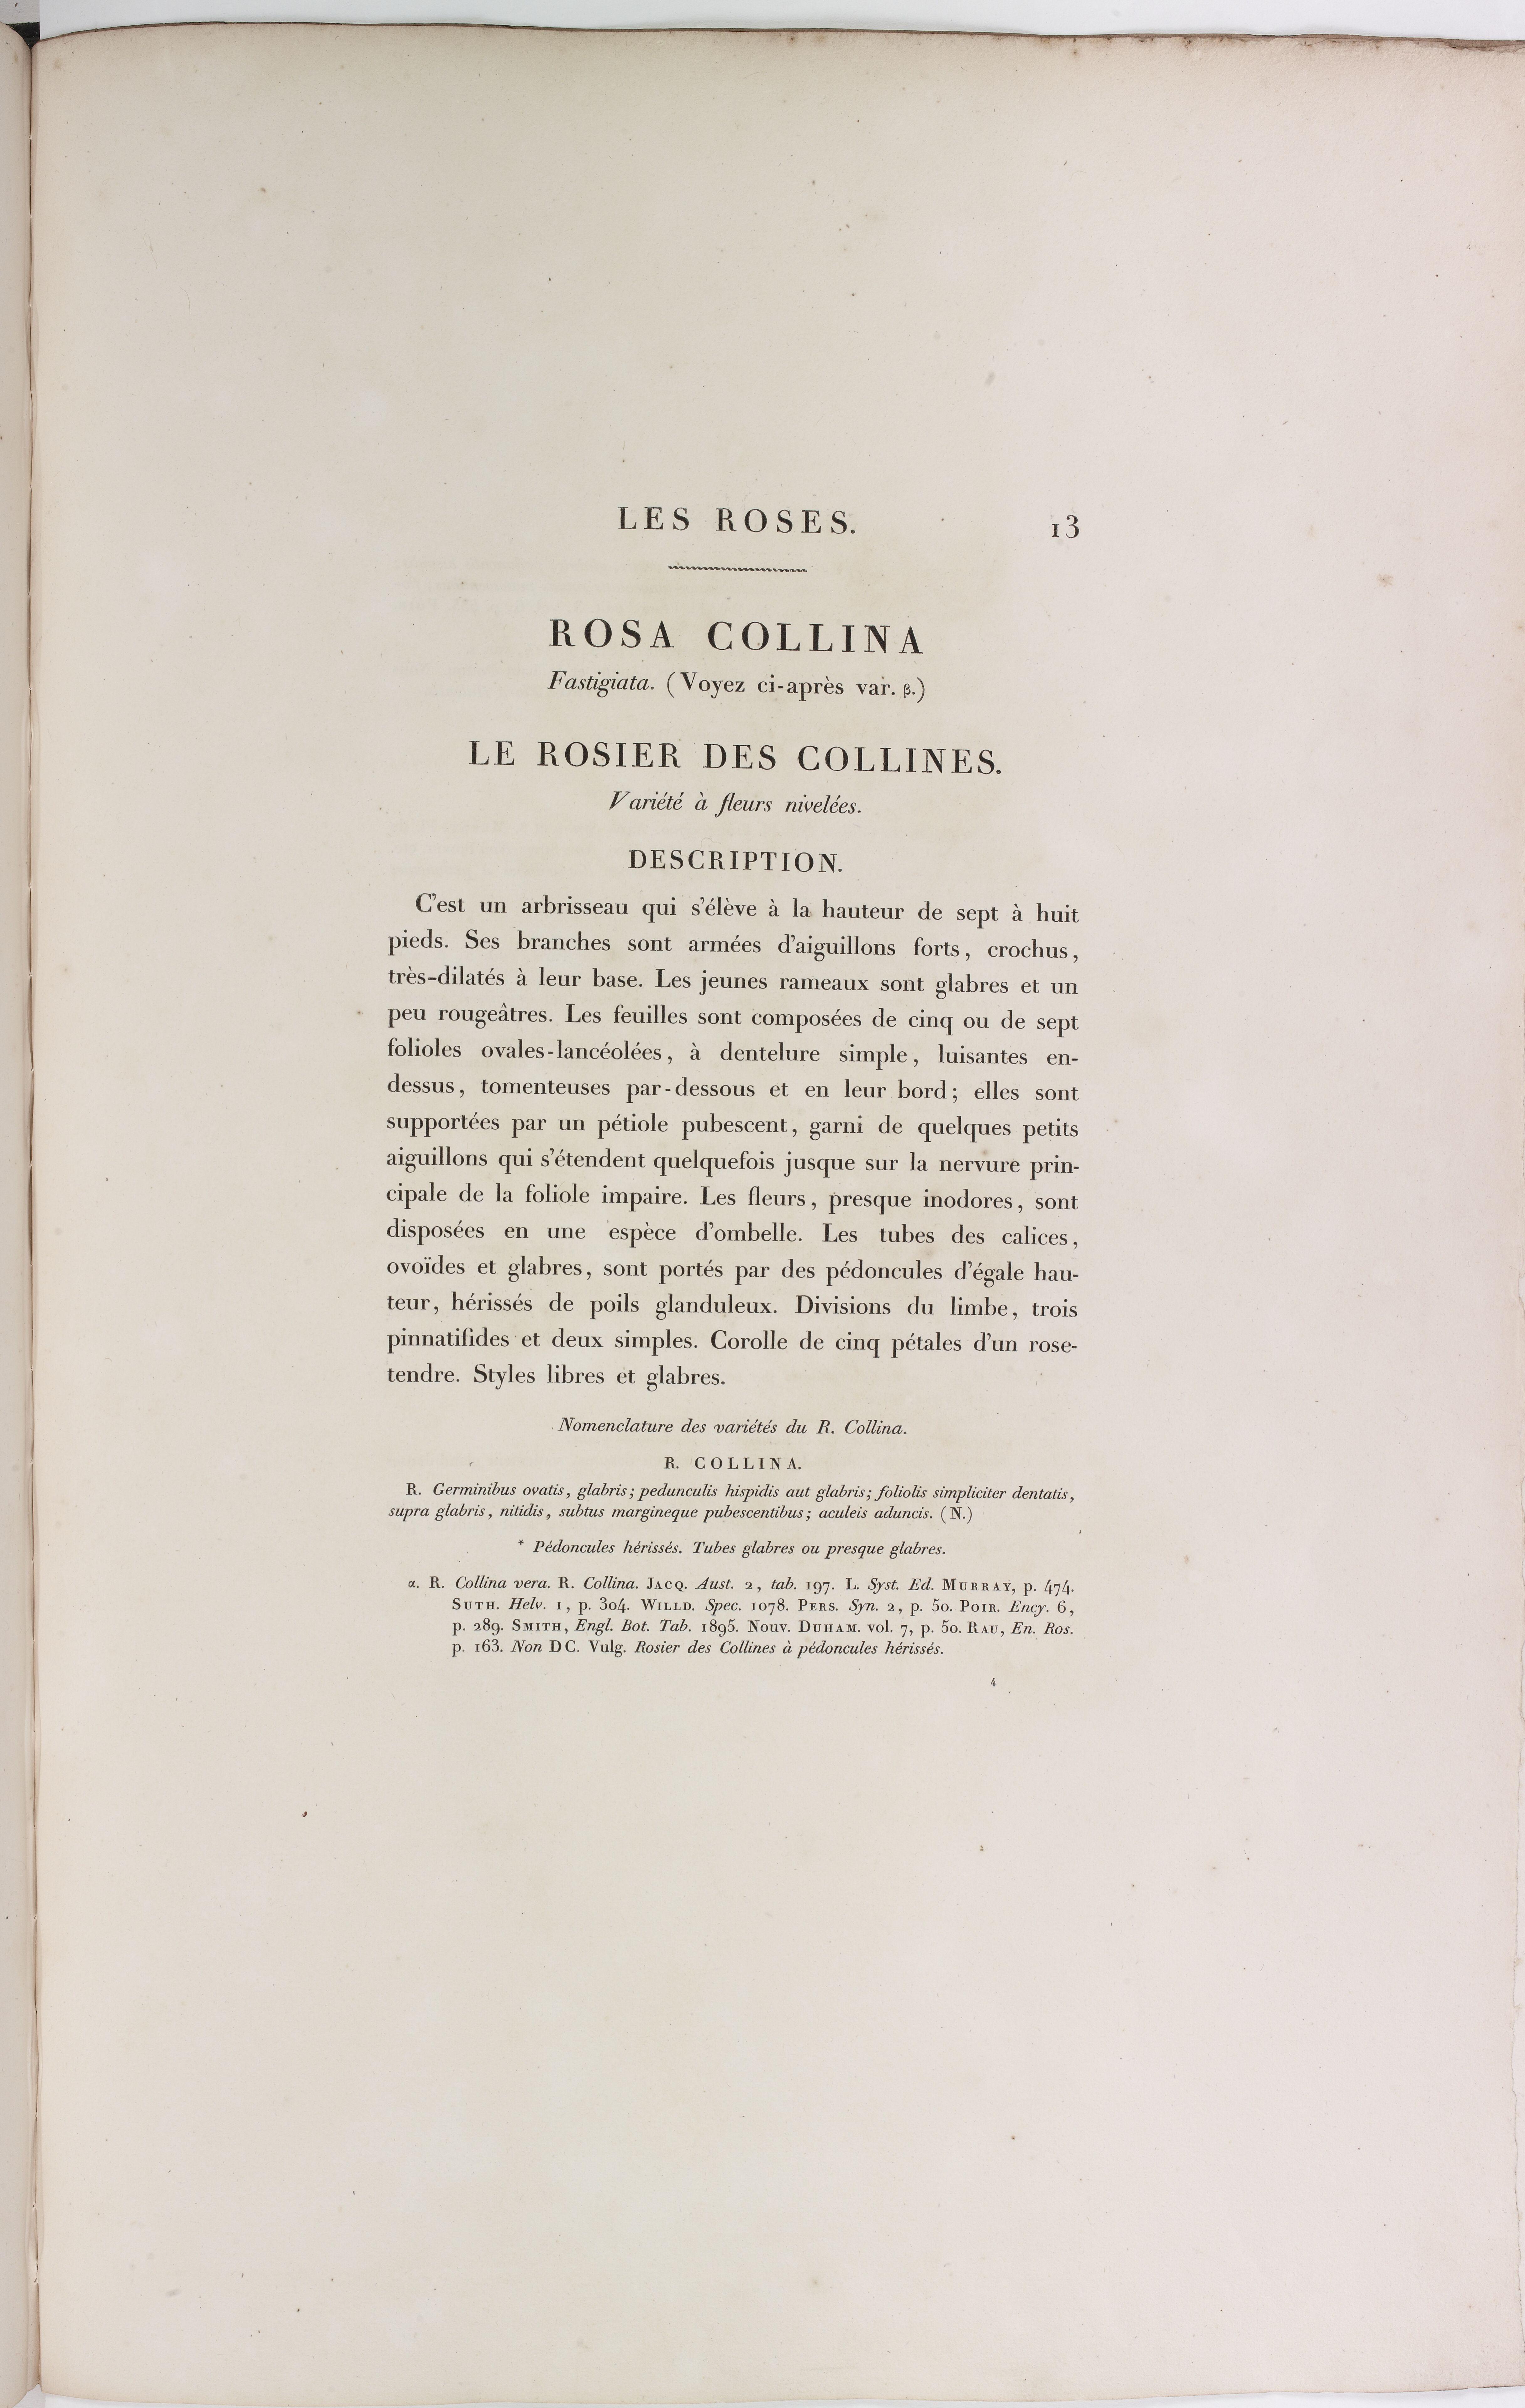 LES ROSES. 13
ROSA COLLINA
Fastigiata. (Voyez ci-après var. β.)
LE ROSIER DES COLLINES.
Variété à fleurs nivelées.
DESCRIPTION.
C'est un arbrisseau qui s'élève à la hauteur de sept à huit
pieds. Ses branches sont armées d'aiguillons forts, crochus,
très-dilatés à leur base. Les jeunes rameaux sont glabres et un
peu rougeâtres. Les feuilles sont composées de cinq ou de sept
folioles ovales-lancéolées, à dentelure simple, luisantes en-
dessus, tomenteuses par-dessous et en leur bord; elles sont
supportées par un pétiole pubescent, garni de quelques petits
aiguillons qui s'étendent quelquefois jusque sur la nervure prin-
cipale de la foliole impaire. Les fleurs, presque inodores, sont
disposées en une espèce d'ombelle. Les tubes des calices,
ovoïdes et glabres, sont portés par des pédoncules d'égale hau-
teur, hérissés de poils glanduleux. Divisions du limbe, trois
pinnatifides et deux simples. Corolle de cinq pétales d'un rose-
tendre. Styles libres et glabres.
Nomenclature des variétés du R. Collina.
R. COLLINA.
R. Germinibus ovatis, glabris; pedunculis hispidis aut glabris; foliolis simpliciter dentatis,
supra glabris, nitidis, subtus margineque pubescentibus; aculeis aduncis. (N.)
* Pédoncules hérissés. Tubes glabres ou presque glabres.
α. R. Collina vera. R. Collina. JACQ. Aust. 2, tab. 197. L. Syst. Ed. MURRAY, p. 474.
SUTH. Helv. 1, p. 304. WILLD. Spec. 1078. PERS. Syn. 2, p. 50. POIR. Ency. 6,
p. 289. SMITH, Engl. Bot. Tab. 1895. Nouv. DUHAM. vol. 7, p. 50. RAU, En. Ros.
p. 163. Non DC. Vulg. Rosier des Collines à pédoncules hérissés.
4